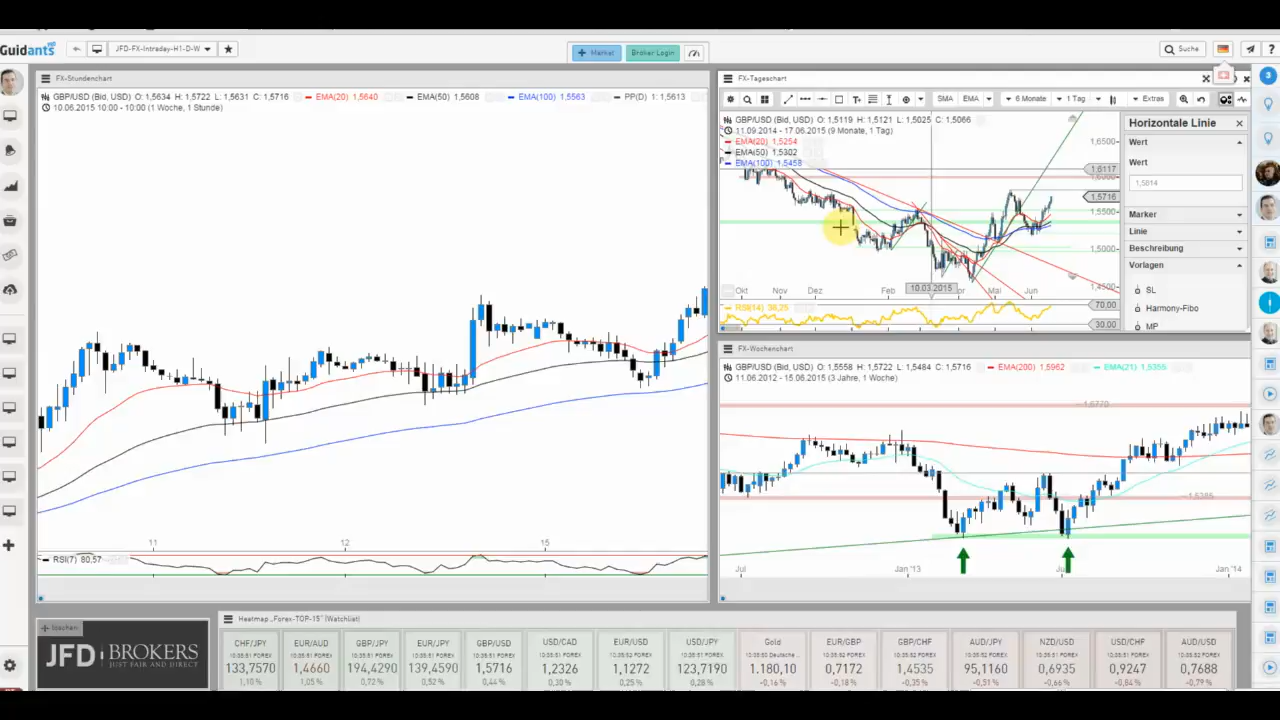 Guidants
JFD-FX-Intraday-H1-D-W
+ Market
Broker Login
Suche
FX-Stundenchart
GBP/USD (Bid, USD) O: 1,5634 H: 1,5722 L: 1,5631 C: 1,5716 EMA(20) 1,5640 EMA(50) 1,5608 EMA(100) 1,5563 PP(D) 1: 1,5613
10.06.2015 10:00 - 10:00 (1 Woche, 1 Stunde)
11 12 15
RSI(7) 80,57
FX-Tageschart
SMA EMA 6 Monate 1 Tag Extras
GBP/USD (Bid, USD) O: 1,5119 H: 1,5121 L: 1,5025 C: 1,5066
11.09.2014 - 17.06.2015 (9 Monate, 1 Tag)
EMA(20) 1,5254
EMA(50) 1,5302
EMA(100) 1,5458
1,6500
1,6117
1,6000
1,5716
1,5500
1,5000
1,4500
Okt Nov Dez Feb 10.03.2015 Mai Jun
RSI(14) 36,25
70,00
30,00
Horizontale Linie
Wert
Wert
1,5014
Marker
Linie
Beschreibung
Vorlagen
SL
Harmony-Fibo
MP
3
FX-Wochenchart
GBP/USD (Bid, USD) O: 1,5558 H: 1,5722 L: 1,5484 C: 1,5716 EMA(200) 1,5962 EMA(21) 1,5355
11.06.2012 - 15.06.2015 (3 Jahre, 1 Woche)
1,5770
1,5285
Jul Jan '13 Jan '14
löschen
JFD BROKERS
JUST FAIR AND DIRECT
Heatmap „Forex-TOP-15" (Watchlist)
CHF/JPY EUR/AUD GBP/JPY EUR/JPY GBP/USD USD/CAD EUR/USD USD/JPY Gold EUR/GBP GBP/CHF AUD/JPY NZD/USD USD/CHF AUD/USD
133,7570 1,4660 194,4290 139,4590 1,5716 1,2326 1,1272 123,7190 1.180,10 0,7172 1,4535 95,1160 0,6935 0,9247 0,7688
1,10 % 1,05 % 0,72 % 0,52 % 0,44 % 0,30 % 0,25 % 0,28 % -0,16 % -0,18 % -0,35 % -0,51 % -0,66 % -0,84 % -0,79 %